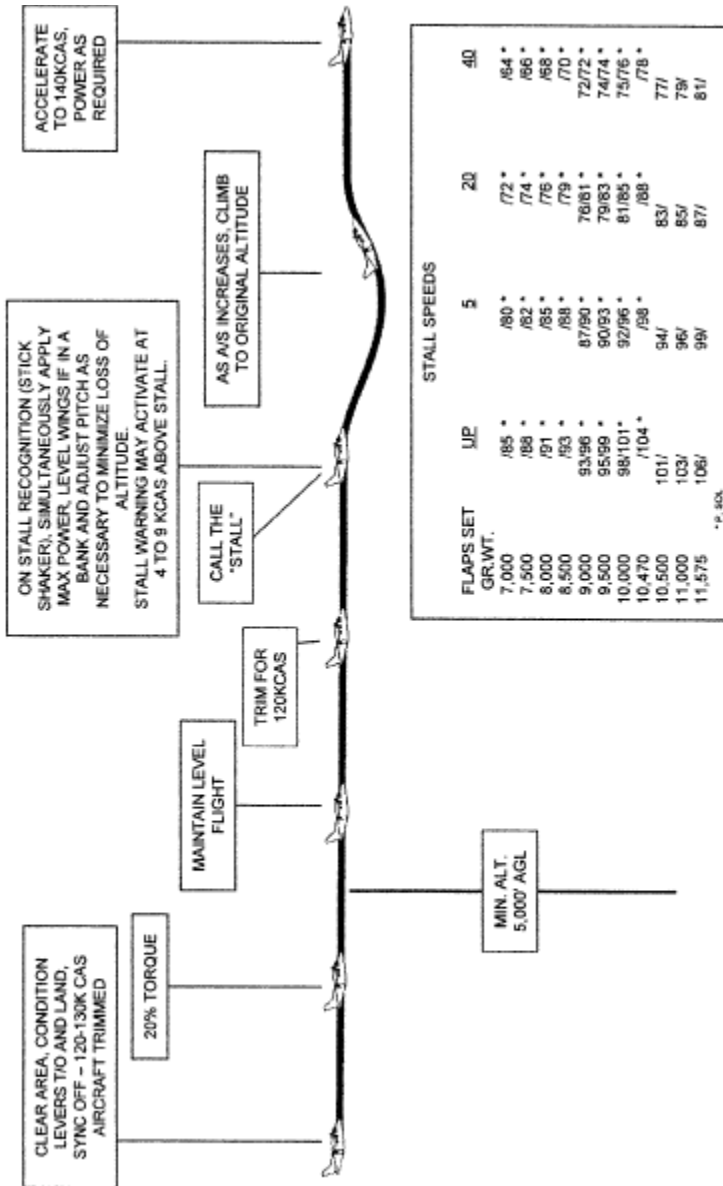 CLEAR AREA, CONDITION
LEVERS T/O AND LAND,
SYNC OFF – 120-130K CAS
AIRCRAFT TRIMMED
20% TORQUE
MAINTAIN LEVEL
FLIGHT
TRIM FOR
120KCAS
ON STALL RECOGNITION (STICK
SHAKER), SIMULTANEOUSLY APPLY
MAX POWER, LEVEL WINGS IF IN A
BANK AND ADJUST PITCH AS
NECESSARY TO MINIMIZE LOSS OF
ALTITUDE.
STALL WARNING MAY ACTIVATE AT
4 TO 9 KCAS ABOVE STALL.
CALL THE
"STALL"
AS A/S INCREASES, CLIMB
TO ORIGINAL ALTITUDE
ACCELERATE
TO 140KCAS,
POWER AS
REQUIRED
MIN. ALT.
5,000' AGL
STALL SPEEDS
FLAPS SET UP 5 20 40
GR.WT.
7,000 /85 * /80 * /72 * /64 *
7,500 /88 * /82 * /74 * /66 *
8,000 /91 * /85 * /76 * /68 *
8,500 /93 * /88 * /79 * /70 *
9,000 93/96 * 87/90 * 76/81 * 72/72 *
9,500 95/99 * 90/93 * 79/83 * 74/74 *
10,000 98/101 * 92/96 * 81/85 * 75/76 *
10,470 /104 * /98 * /88 * /78 *
10,500 101/ 94/ 83/ 77/
11,000 103/ 96/ 85/ 79/
11,575 106/ 99/ 87/ 81/